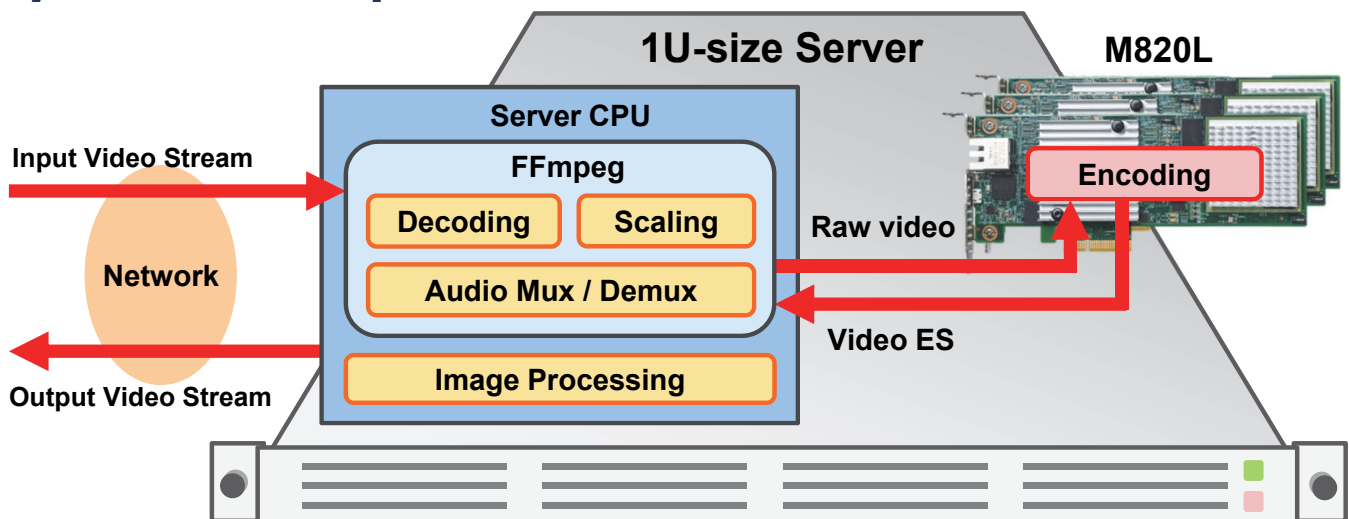 1U-size Server
M820L
Server CPU
Input Video Stream
FFmpeg
Encoding
Decoding
Scaling
Raw video
Network
Audio Mux / Demux
Video ES
Image Processing
Output Video Stream